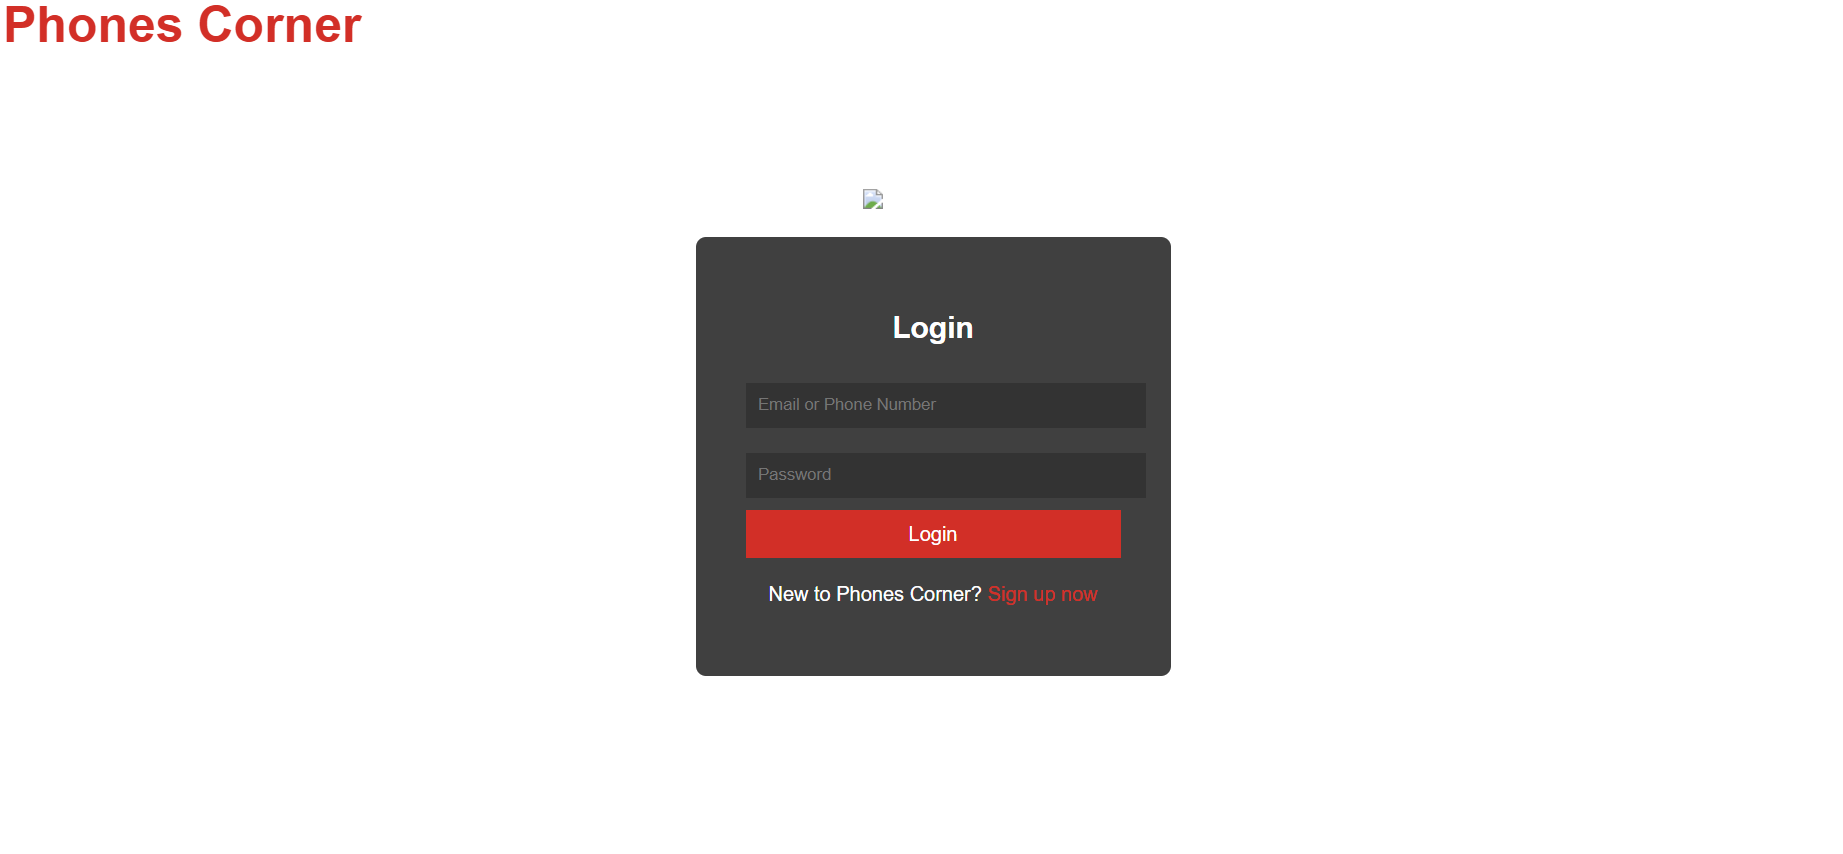 Phones Corner
Login
Email or Phone Number
Password
Login
New to Phones Corner? Sign up now